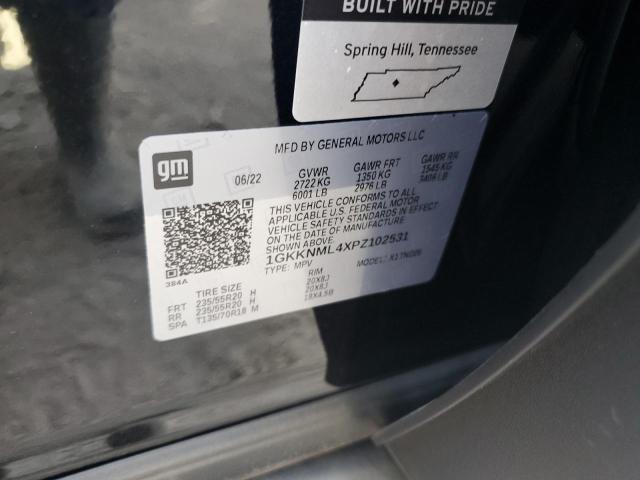 BUILT WITH PRIDE
Spring Hill, Tennessee
MFD BY GENERAL MOTORS LLC
gm
06/22
GVWR GAWR FRT GAWR RR
2722 KG 1350 KG 1545 KG
6001 LB 2976 LB 3406 LB
THIS VEHICLE CONFORMS TO ALL
APPLICABLE U.S. FEDERAL MOTOR
VEHICLE SAFETY STANDARDS IN EFFECT
ON THE DATE OF MANUFACTURE
SHOWN ABOVE.
1GKKNML4XPZ102531
TYPE: MPV MODEL:
384A
TIRE SIZE RIM
FRT 235/55R20 H 20X8J
RR 235/55R20 H 20X8J
SPA T135/70R18 M 18X4.5B